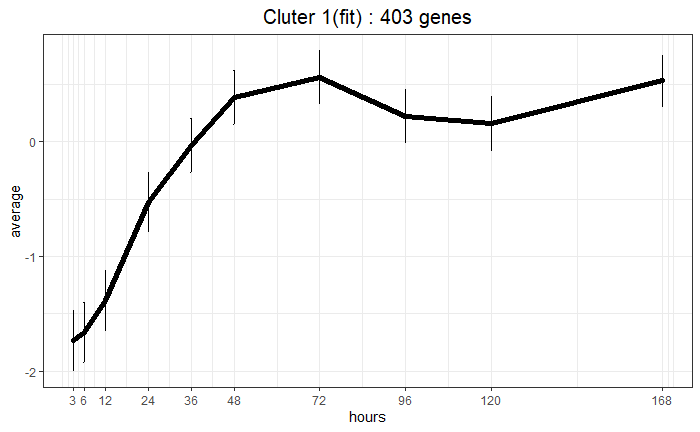 Cluter 1(fit) : 403 genes
average
0
-1
-2
3 6 12 24 36 48 72 96 120 168
hours